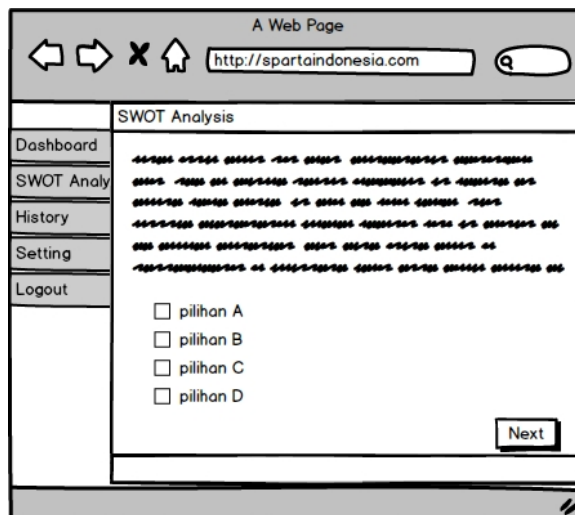 A Web Page
http://spartaindonesia.com
SWOT Analysis
Dashboard
SWOT Analy
History
Setting
Logout
pilihan A
pilihan B
pilihan C
pilihan D
Next